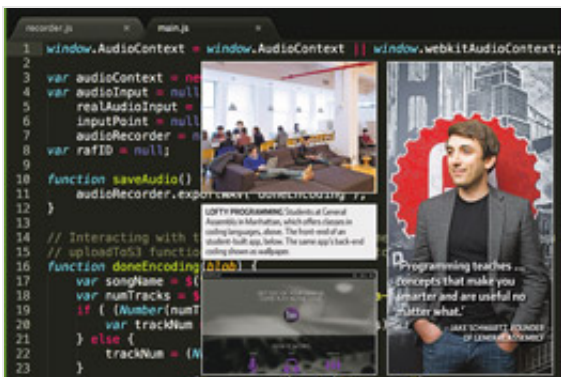 recorder.js
main.js
1 window.AudioContext = window.AudioContext || window.webkitAudioContext;
2
3 var audioContext = ne
4 var audioInput = null
5 realAudioInput =
6 inputPoint = null
7 audioRecorder = n
8 var rafID = null;
9
10 function saveAudio()
11 audioRecorder.exportWAV( doneEncoding );
12 }
13
14 // Interacting with t
15 // uploadToS3 functio
16 function doneEncoding(blob) {
17 var songName = $(
18 var numTracks = $
19 if ( (Number(numT
20 var trackNum
21 } else {
22 trackNum = (N
23 }
LOFTY PROGRAMMING Students at General
Assembly in Manhattan, which offers classes in
coding languages, above. The front-end of an
student-built app, below. The same app's back-end
coding shown as wallpaper.
'Programming teaches ...
concepts that make you
smarter and are useful no
matter what.'
– JAKE SCHWARTZ, FOUNDER
OF GENERAL ASSEMBLY